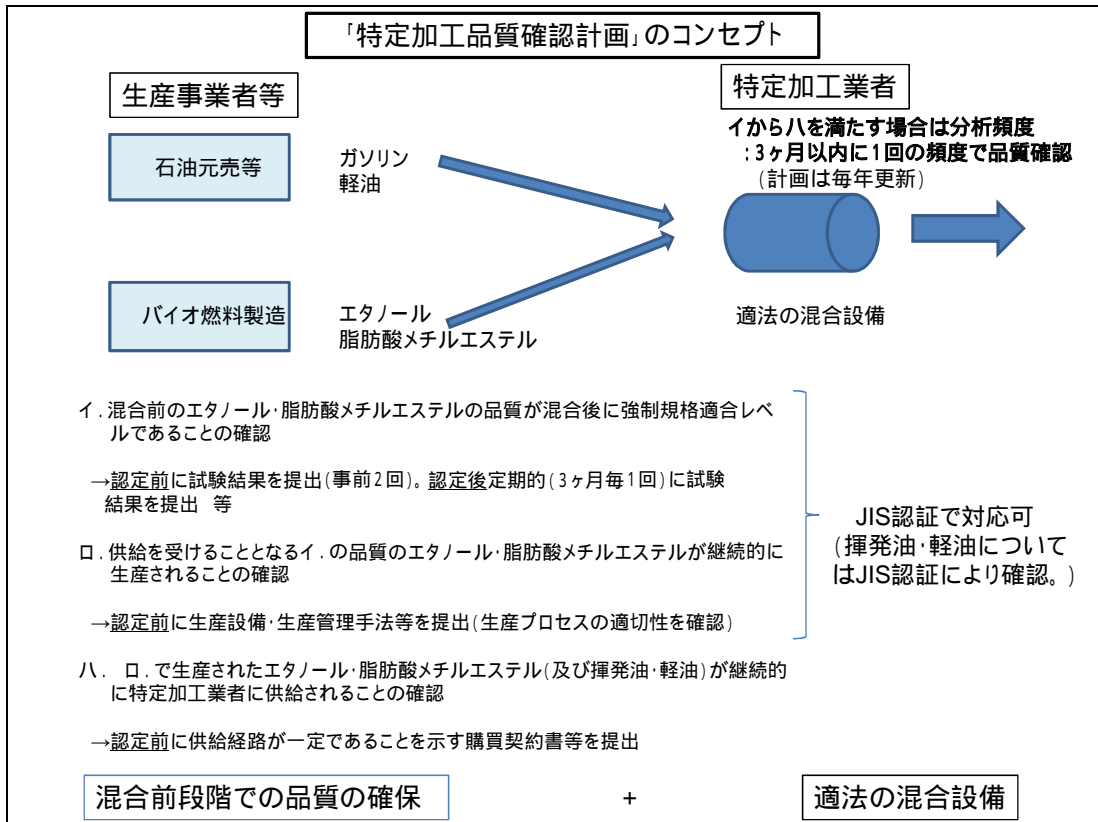 「特定加工品質確認計画」のコンセプト
生産事業者等
特定加工業者
イからハを満たす場合は分析頻度
:3ヶ月以内に1回の頻度で品質確認
(計画は毎年更新)
石油元売等
ガソリン
軽油
バイオ燃料製造
エタノール
脂肪酸メチルエステル
適法の混合設備
イ.混合前のエタノール・脂肪酸メチルエステルの品質が混合後に強制規格適合レベ
ルであることの確認
→認定前に試験結果を提出(事前2回)。認定後定期的(3ヶ月毎1回)に試験
結果を提出 等
ロ.供給を受けることとなるイ.の品質のエタノール・脂肪酸メチルエステルが継続的に
生産されることの確認
→認定前に生産設備・生産管理手法等を提出(生産プロセスの適切性を確認)
JIS認証で対応可
(揮発油・軽油について
はJIS認証により確認。)
ハ. ロ.で生産されたエタノール・脂肪酸メチルエステル(及び揮発油・軽油)が継続的
に特定加工業者に供給されることの確認
→認定前に供給経路が一定であることを示す購買契約書等を提出
混合前段階での品質の確保
+
適法の混合設備